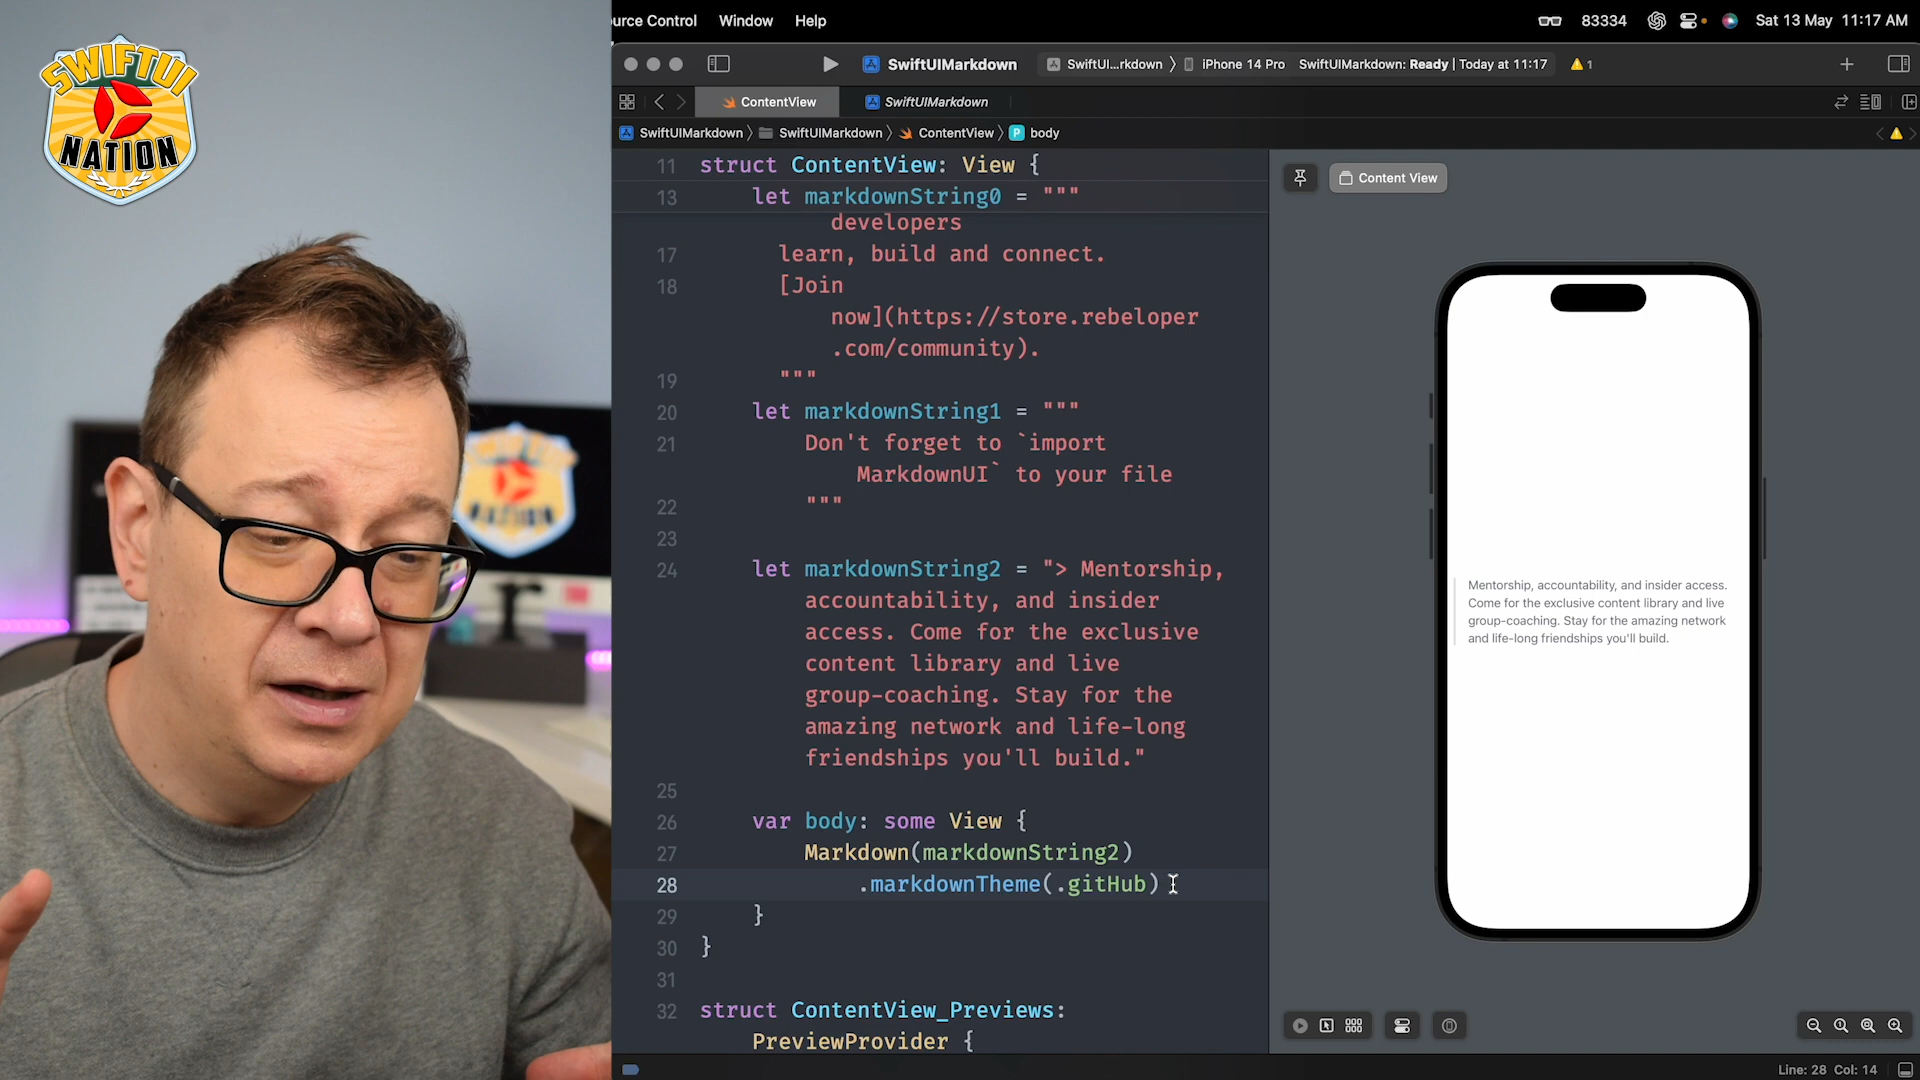 SWIFTUI
NATION
NATION
urce Control Window Help
83334 Sat 13 May 11:17 AM
SwiftUIMarkdown SwiftUI...rkdown iPhone 14 Pro SwiftUIMarkdown: Ready | Today at 11:17 1
ContentView SwiftUIMarkdown
SwiftUIMarkdown SwiftUIMarkdown ContentView P body
11 struct ContentView: View {
13 let markdownString0 = """
developers
17 learn, build and connect.
18 [Join
now](https://store.rebeloper
.com/community).
19 """
20 let markdownString1 = """
21 Don't forget to `import
MarkdownUI` to your file
22 """
23
24 let markdownString2 = "> Mentorship,
accountability, and insider
access. Come for the exclusive
content library and live
group-coaching. Stay for the
amazing network and life-long
friendships you'll build."
25
26 var body: some View {
27 Markdown(markdownString2)
28 .markdownTheme(.gitHub)
29 }
30 }
31
32 struct ContentView_Previews:
PreviewProvider {
Content View
Mentorship, accountability, and insider access.
Come for the exclusive content library and live
group-coaching. Stay for the amazing network
and life-long friendships you'll build.
Line: 28 Col: 14